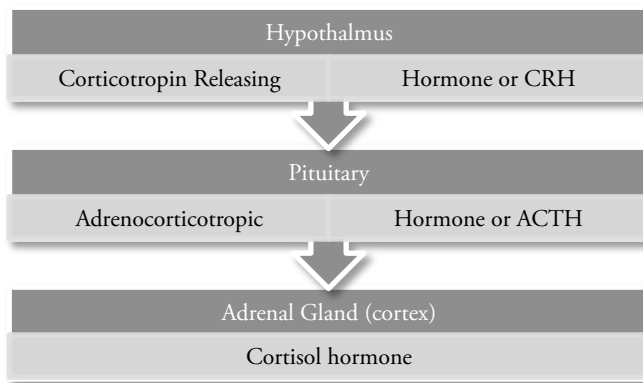 Hypothalmus
Corticotropin Releasing Hormone or CRH
Pituitary
Adrenocorticotropic Hormone or ACTH
Adrenal Gland (cortex)
Cortisol hormone